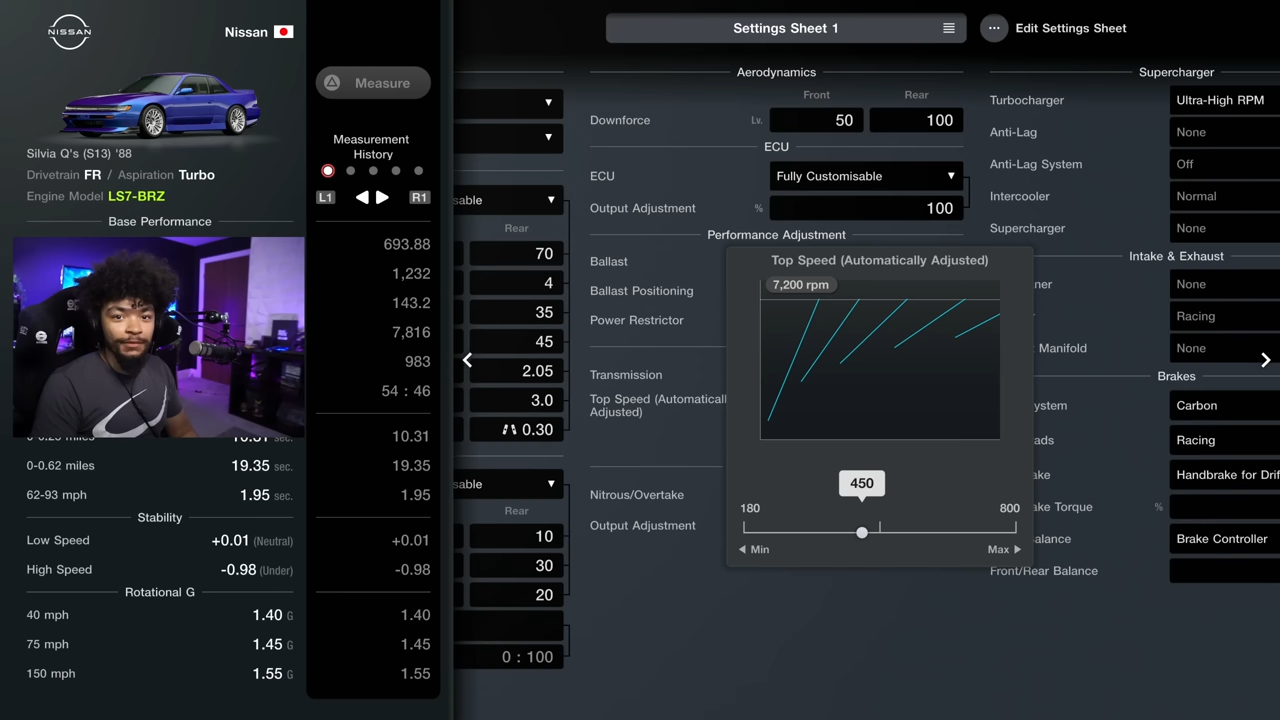 NISSAN
Nissan
Silvia Q's (S13) '88
Drivetrain FR / Aspiration Turbo
Engine Model LS7-BRZ
Base Performance
0-0.62 miles 19.35 sec.
62-93 mph 1.95 sec.
Stability
Low Speed +0.01 (Neutral)
High Speed -0.98 (Under)
Rotational G
40 mph 1.40 G
75 mph 1.45 G
150 mph 1.55 G
Measure
Measurement
History
L1 R1
693.88
1,232
143.2
7,816
983
54 : 46
10.31
19.35
1.95
+0.01
-0.98
1.40
1.45
1.55
sable
Rear
70
4
35
45
2.05
3.0
0.30
sable
Rear
10
30
20
0 : 100
Settings Sheet 1
Edit Settings Sheet
Aerodynamics
Front Rear
Downforce Lv. 50 100
ECU
ECU Fully Customisable
Output Adjustment % 100
Performance Adjustment
Ballast
Ballast Positioning
Power Restrictor
Transmission
Top Speed (Automaticall
Adjusted)
Nitrous/Overtake
Output Adjustment
Top Speed (Automatically Adjusted)
7,200 rpm
450
180 800
Min Max
Supercharger
Turbocharger Ultra-High RPM
Anti-Lag None
Anti-Lag System Off
Intercooler Normal
Supercharger None
Intake & Exhaust
ner None
Racing
Manifold None
Brakes
ystem Carbon
ads Racing
ke Handbrake for Drif
ke Torque %
alance Brake Controller
Front/Rear Balance